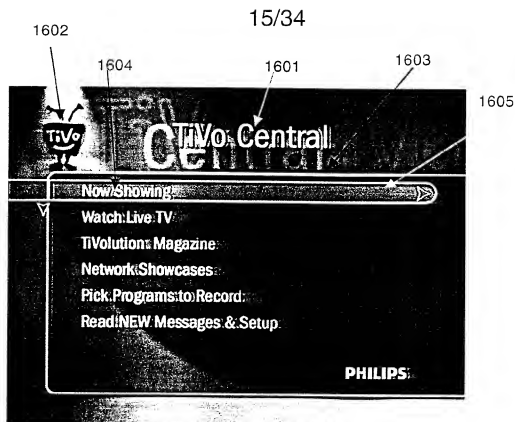 15/34
1602
1604
1601
1603
1605
TiVo
TiVo Central
Central
Now Showing
Watch Live TV
TiVolution Magazine
Network Showcases
Pick Programs to Record
Read NEW Messages & Setup
PHILIPS